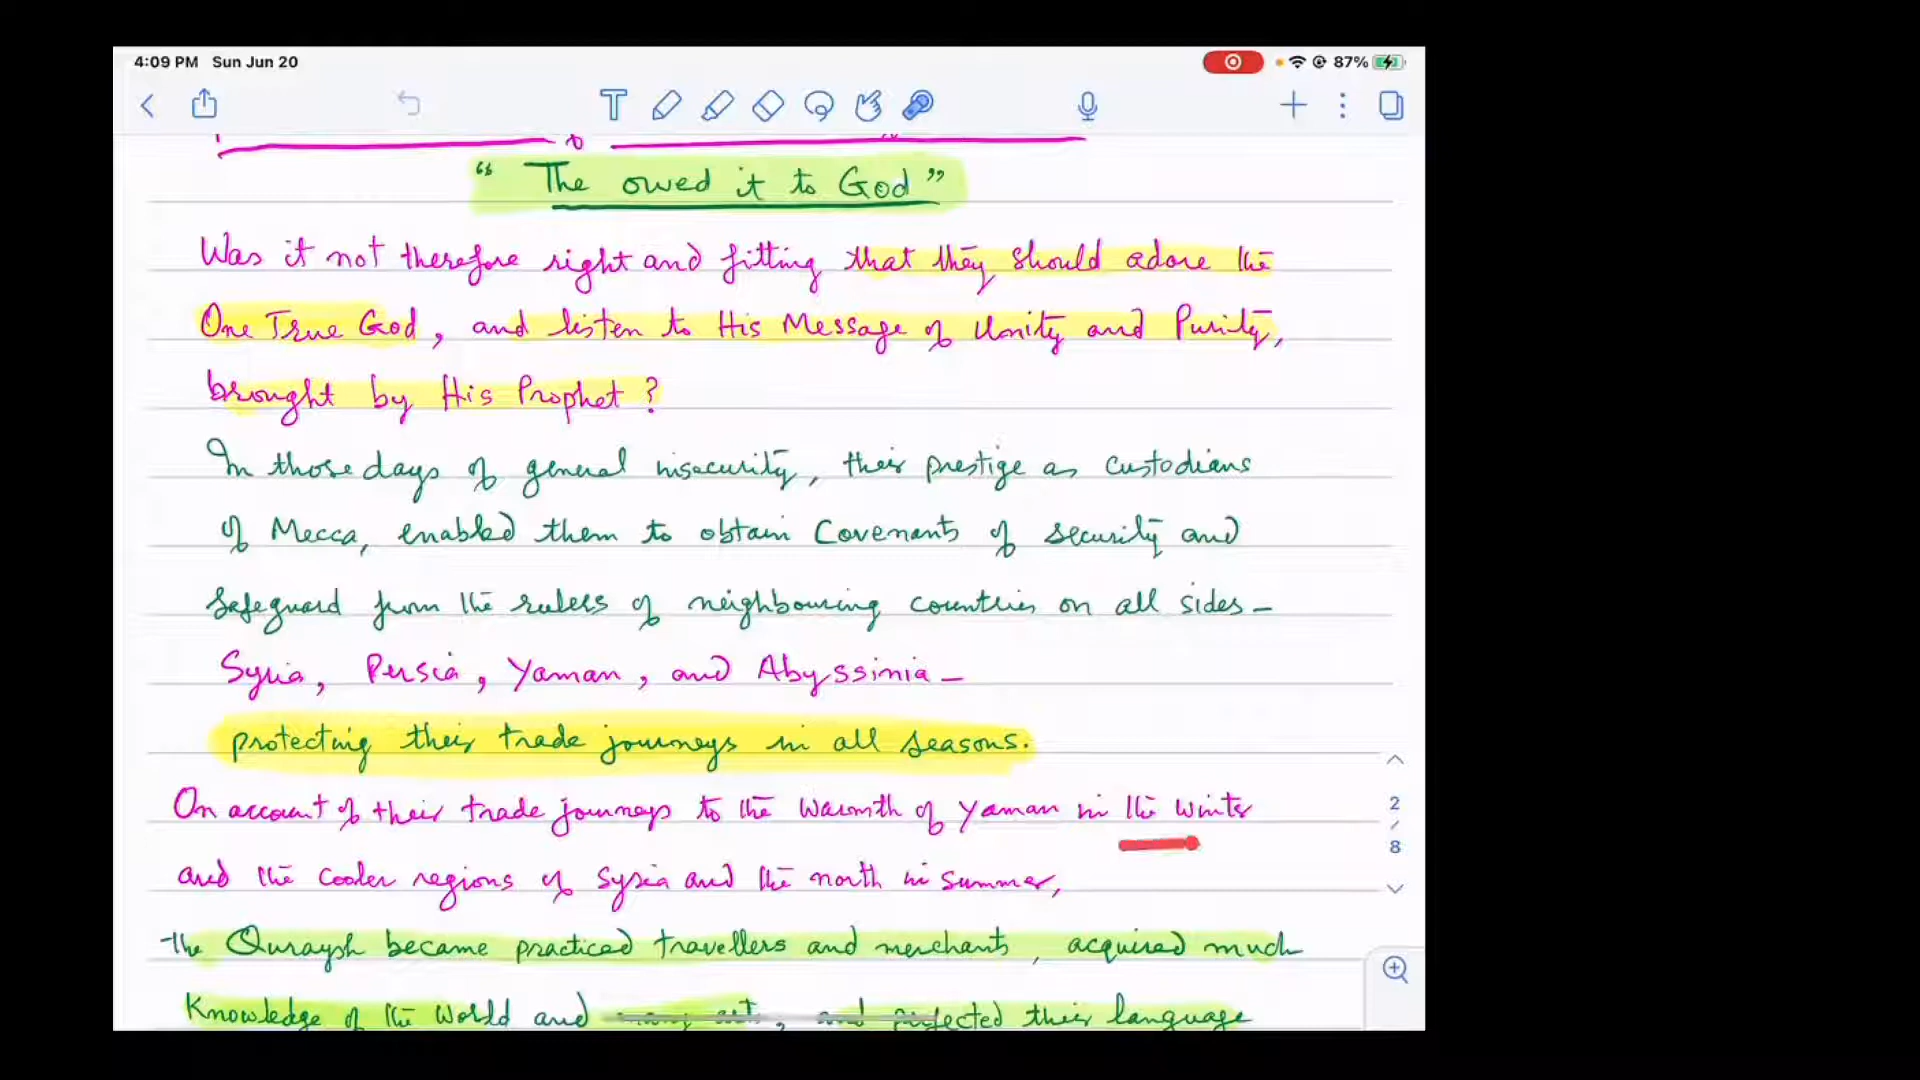 4:09 PM Sun Jun 20
87%
T
" The owed it to God "
Was it not therefore right and fitting that they should adore the
One True God, and listen to His Message of Unity and Purity,
brought by His Prophet?
In those days of general insecurity, their prestige as custodians
of Mecca, enabled them to obtain Covenants of security and
safeguard from the rulers of neighbouring countries on all sides -
Syria, Persia, Yaman, and Abyssinia -
protecting their trade journeys in all seasons.
On account of their trade journeys to the warmth of Yaman in the winter
and the cooler regions of Syria and the north in summer,
The Quraysh became practiced travellers and merchants, acquired much
Knowledge of the World and many arts, and perfected their language
2
/
8